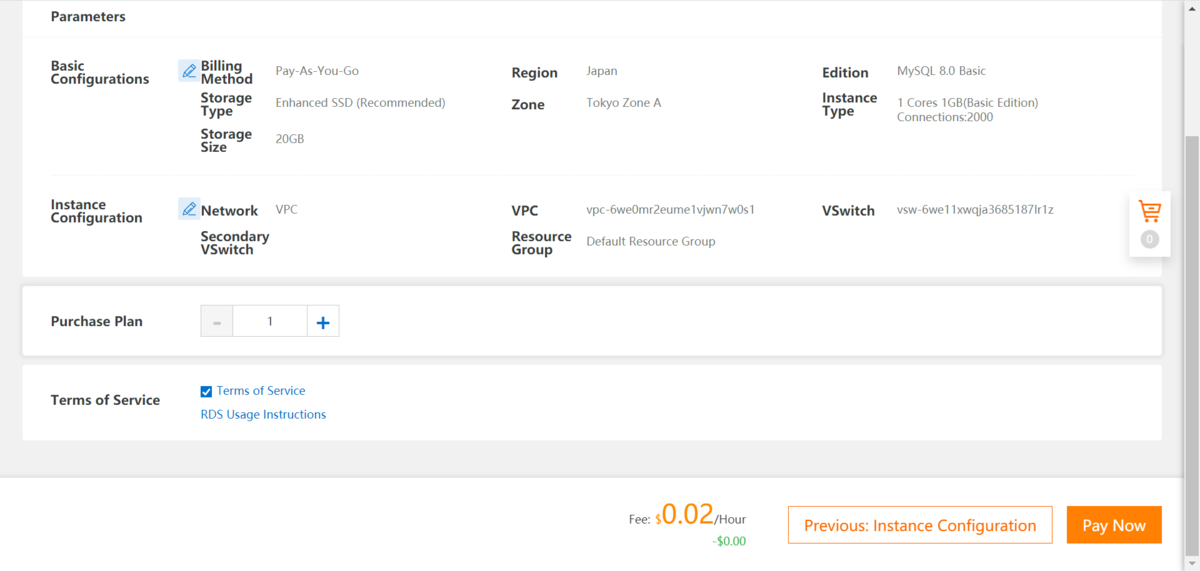 Parameters
Basic Configurations
Billing Method
Pay-As-You-Go
Region
Japan
Edition
MySQL 8.0 Basic
Storage Type
Enhanced SSD (Recommended)
Zone
Tokyo Zone A
Instance Type
1 Cores 1GB(Basic Edition)
Connections:2000
Storage Size
20GB
Instance Configuration
Network
VPC
VPC
vpc-6we0mr2eume1vjwn7w0s1
VSwitch
vsw-6we11xwqja3685187lr1z
Secondary VSwitch
Resource Group
Default Resource Group
0
Purchase Plan
- 1 +
Terms of Service
Terms of Service
RDS Usage Instructions
Fee: $0.02/Hour
-$0.00
Previous: Instance Configuration
Pay Now